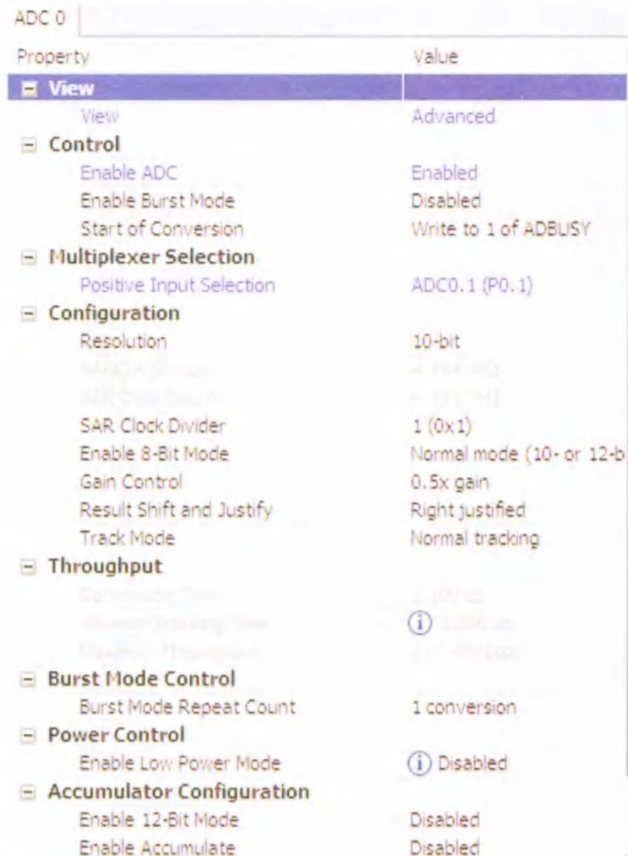 ADC 0
Property Value
View
View Advanced
Control
Enable ADC Enabled
Enable Burst Mode Disabled
Start of Conversion Write to 1 of ADBUSY
Multiplexer Selection
Positive Input Selection ADC0.1 (P0.1)
Configuration
Resolution 10-bit
SAR Clock Divider 1 (0x1)
Enable 8-Bit Mode Normal mode (10- or 12-b
Gain Control 0.5x gain
Result Shift and Justify Right justified
Track Mode Normal tracking
Throughput
Burst Mode Control
Burst Mode Repeat Count 1 conversion
Power Control
Enable Low Power Mode Disabled
Accumulator Configuration
Enable 12-Bit Mode Disabled
Enable Accumulate Disabled